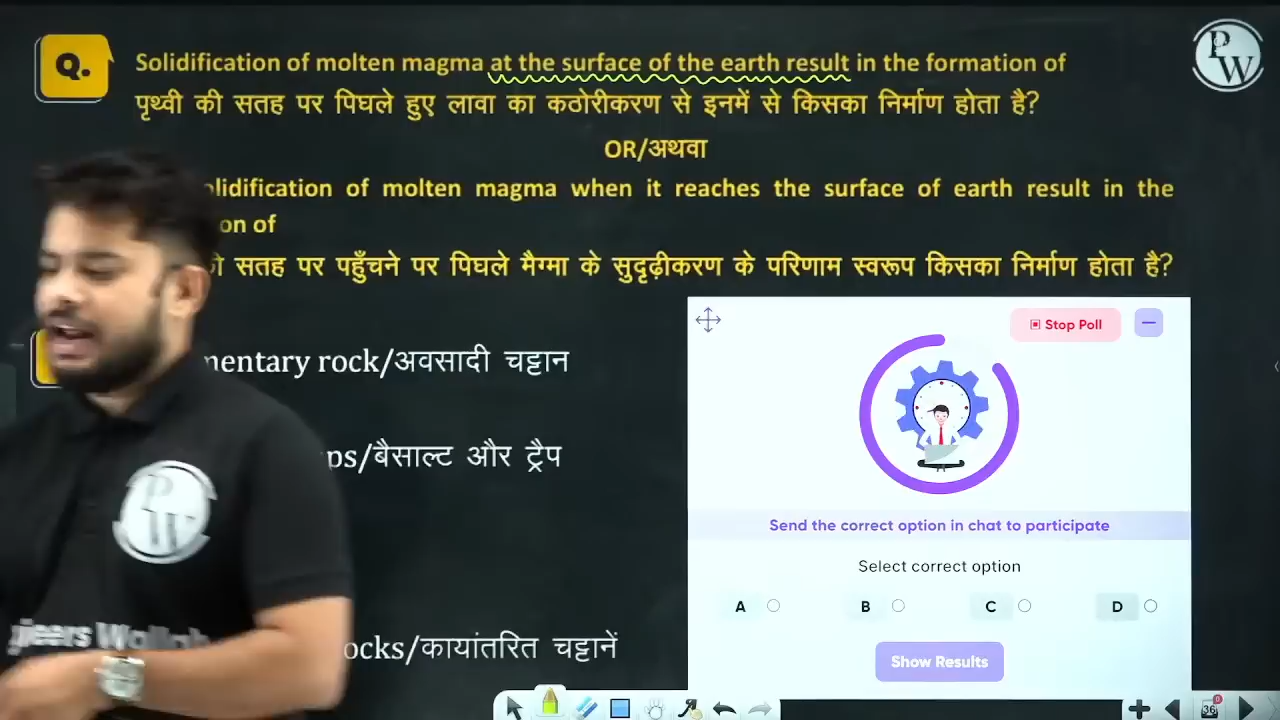 Q.
Solidification of molten magma at the surface of the earth result in the formation of
पृथ्वी की सतह पर पिघले हुए लावा का कठोरीकरण से इनमें से किसका निर्माण होता है?
OR/अथवा
olidification of molten magma when it reaches the surface of earth result in the
on of
सतह पर पहुँचने पर पिघले मैग्मा के सुदृढ़ीकरण के परिणाम स्वरूप किसका निर्माण होता है?
mentary rock/अवसादी चट्टान
ps/बैसाल्ट और ट्रैप
ocks/कायांतरित चट्टानें
PW
Stop Poll
Send the correct option in chat to participate
Select correct option
A B C D
Show Results
PW
36